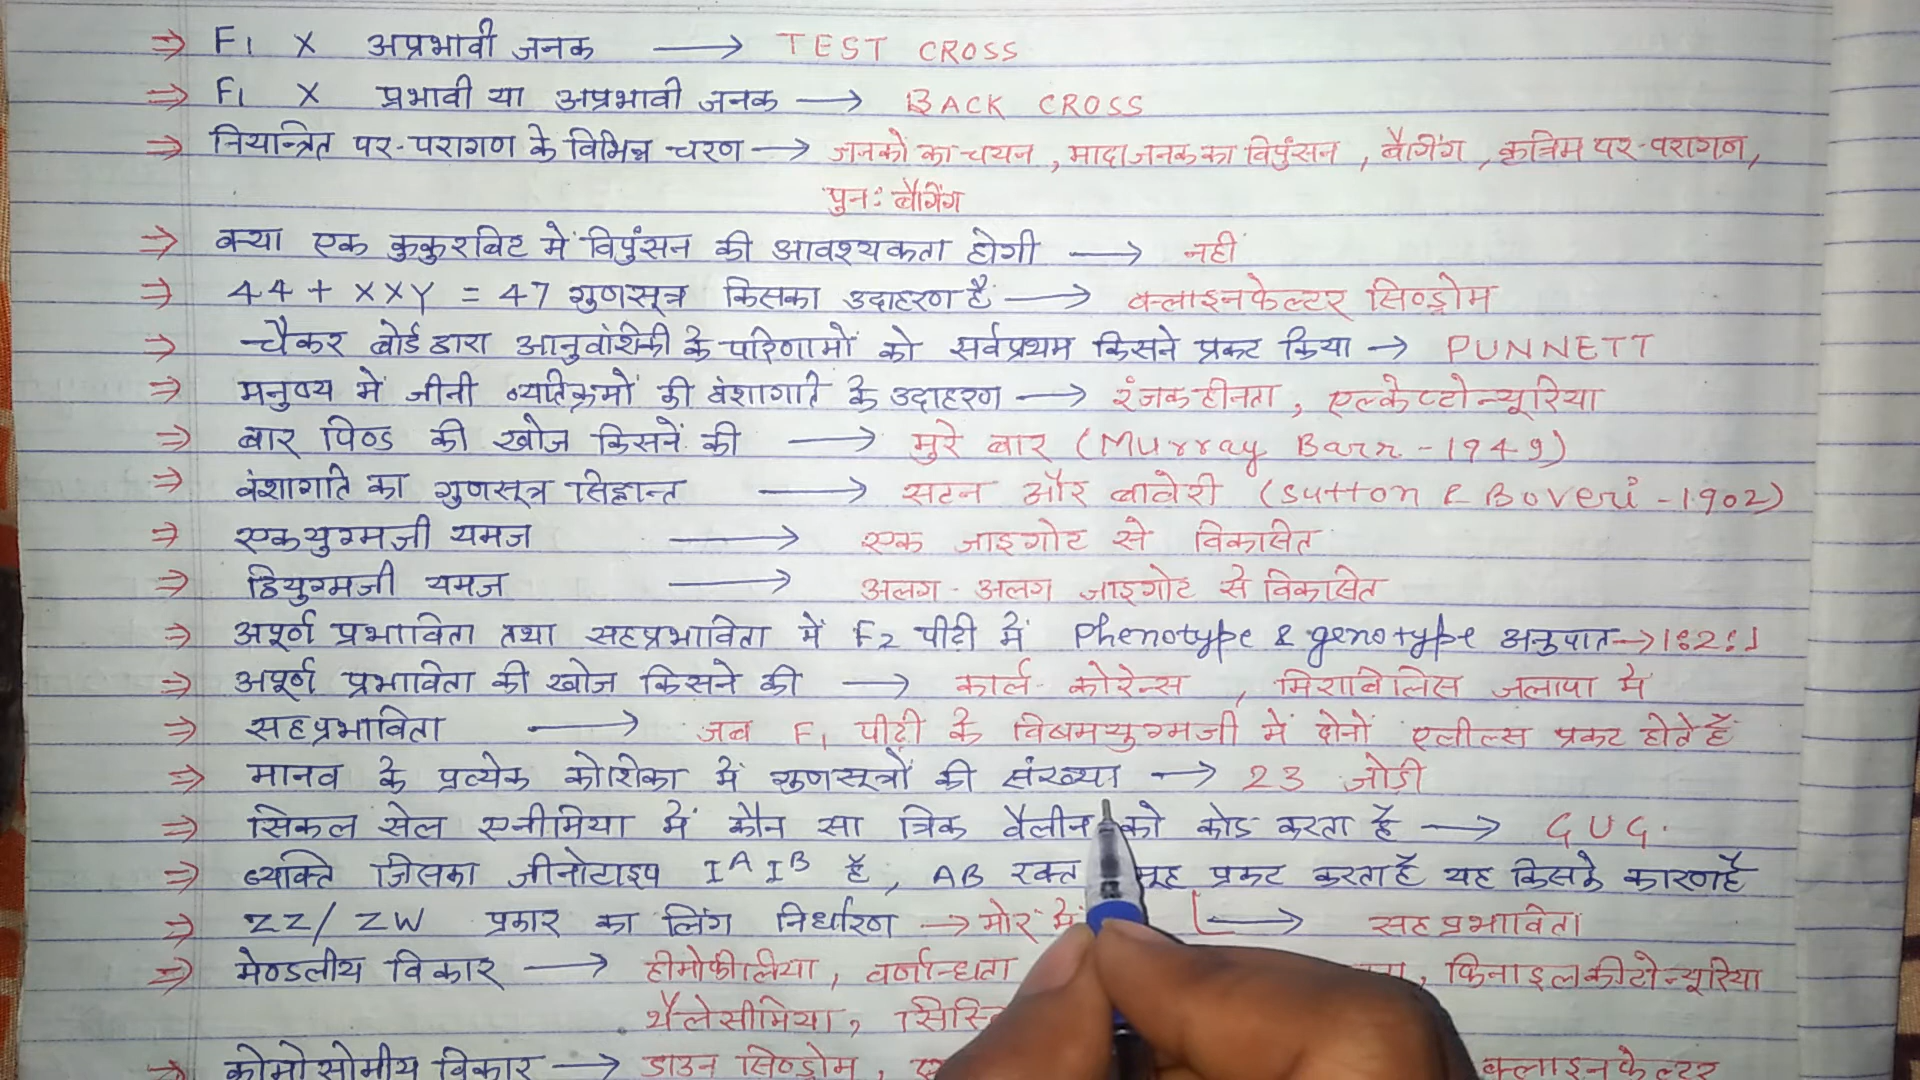 ⇒ F1 X अप्रभावी जनक → TEST CROSS
⇒ F1 X प्रभावी या अप्रभावी जनक → BACK CROSS
⇒ नियन्त्रित पर-परागण के विभिन्न चरण → जनकों का चयन, मादा जनक का विपुंसन, बैगिंग, कृत्रिम पर-परागन,
पुनः बैगिंग
⇒ क्या एक कुकुरबिट में विपुंसन की आवश्यकता होगी → नहीं
⇒ 44 + XXY = 47 गुणसूत्र किसका उदाहरण है → क्लाइनफेल्टर सिण्ड्रोम
⇒ चैकर बोर्ड द्वारा आनुवांशिकी के परिणामों को सर्वप्रथम किसने प्रकट किया → PUNNETT
⇒ मनुष्य में जीनी व्यतिक्रमों की वंशागति के उदाहरण → रंजकहीनता, एल्केप्टोन्यूरिया
⇒ बार पिण्ड की खोज किसनें की → मुरे बार (Murray Barr - 1949)
⇒ वंशागति का गुणसूत्र सिद्धान्त → सटन और बावेरी (Sutton & Boveri - 1902)
⇒ एकयुग्मजी यमज → एक जाइगोट से विकसित
⇒ द्वियुग्मजी यमज → अलग-अलग जाइगोट से विकसित
⇒ अपूर्ण प्रभाविता तथा सहप्रभाविता में F2 पीढ़ी में Phenotype & genotype अनुपात → 1:2:1
⇒ अपूर्ण प्रभाविता की खोज किसने की → कार्ल कोरेन्स, मिराबिलिस जलापा में
⇒ सहप्रभाविता → जब F1 पीढ़ी के विषमयुग्मजी में दोनों एलील्स प्रकट होते हैं
⇒ मानव के प्रत्येक कोशिका में गुणसूत्रों की संख्या → 23 जोड़ी
⇒ सिकल सेल एनीमिया में कौन सा त्रिक वैलीन को कोड करता है → GUG.
⇒ व्यक्ति जिसका जीनोटाइप I^A I^B है, AB रक्त प्रकट करता है यह किसके कारण है
⇒ ZZ/ZW प्रकार का लिंग निर्धारण → मोर में → सहप्रभाविता
⇒ मेण्डलीय विकार → हीमोफीलिया, वर्णान्धता , फिनाइलकीटोन्यूरिया
थैलेसीमिया,
⇒ क्रोमोसोमीय विकार → डाउन सिण्ड्रोम, क्लाइनफेल्टर